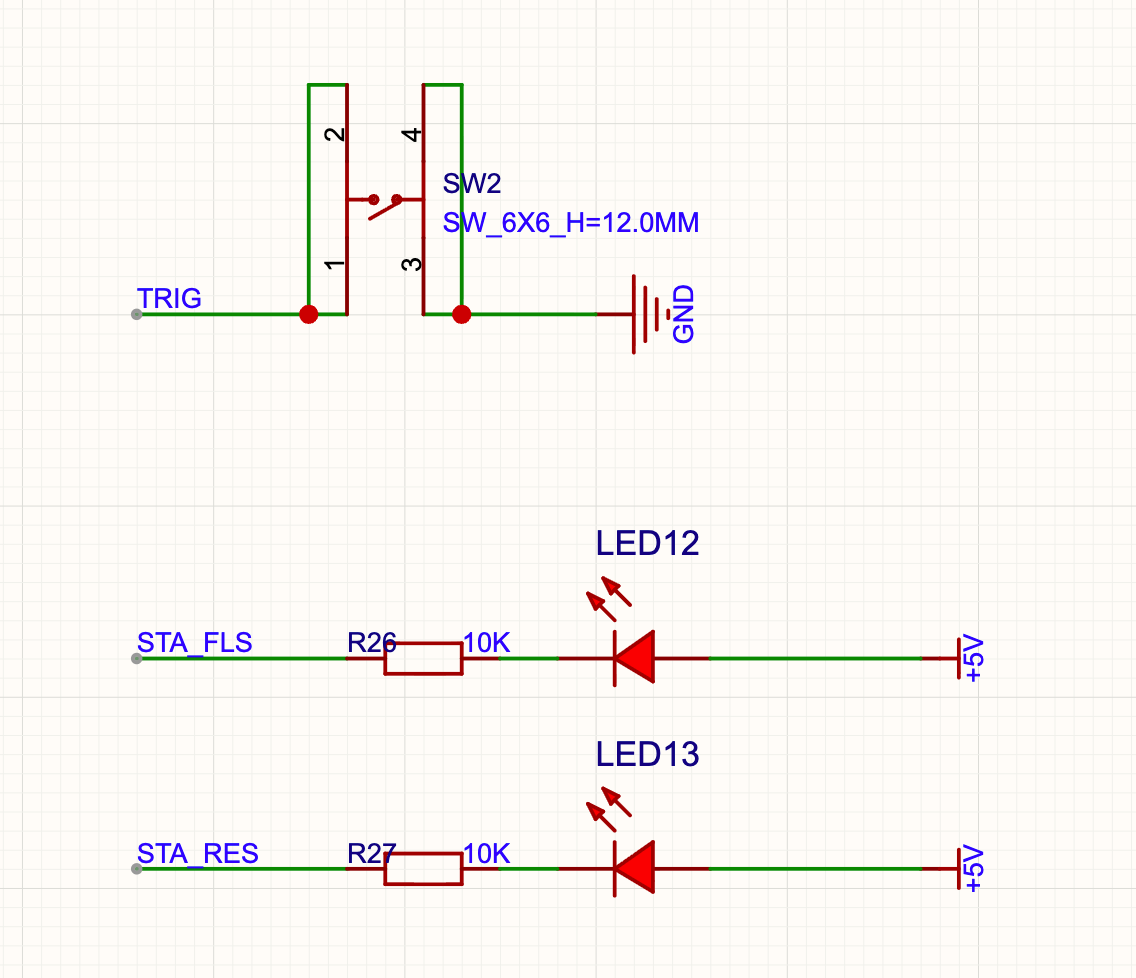 2
4
SW2
SW_6X6_H=12.0MM
1
3
TRIG
GND
LED12
STA_FLS
R26
10K
+5V
LED13
STA_RES
R27
10K
+5V